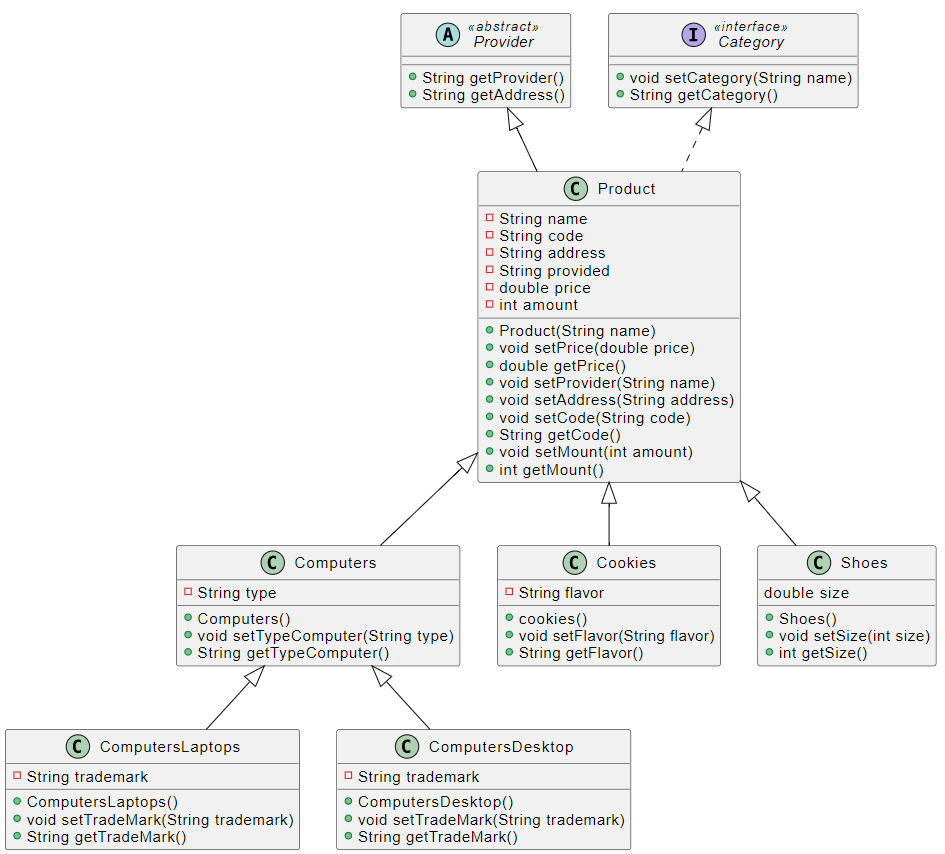 A
«abstract»
Provider
String getProvider()
String getAddress()
I
«interface»
Category
void setCategory(String name)
String getCategory()
C Product
String name
String code
String address
String provided
double price
int amount
Product(String name)
void setPrice(double price)
double getPrice()
void setProvider(String name)
void setAddress(String address)
void setCode(String code)
String getCode()
void setMount(int amount)
int getMount()
C Computers
String type
Computers()
void setTypeComputer(String type)
String getTypeComputer()
C Cookies
String flavor
cookies()
void setFlavor(String flavor)
String getFlavor()
C Shoes
double size
Shoes()
void setSize(int size)
int getSize()
C ComputersLaptops
String trademark
ComputersLaptops()
void setTradeMark(String trademark)
String getTradeMark()
C ComputersDesktop
String trademark
ComputersDesktop()
void setTradeMark(String trademark)
String getTradeMark()